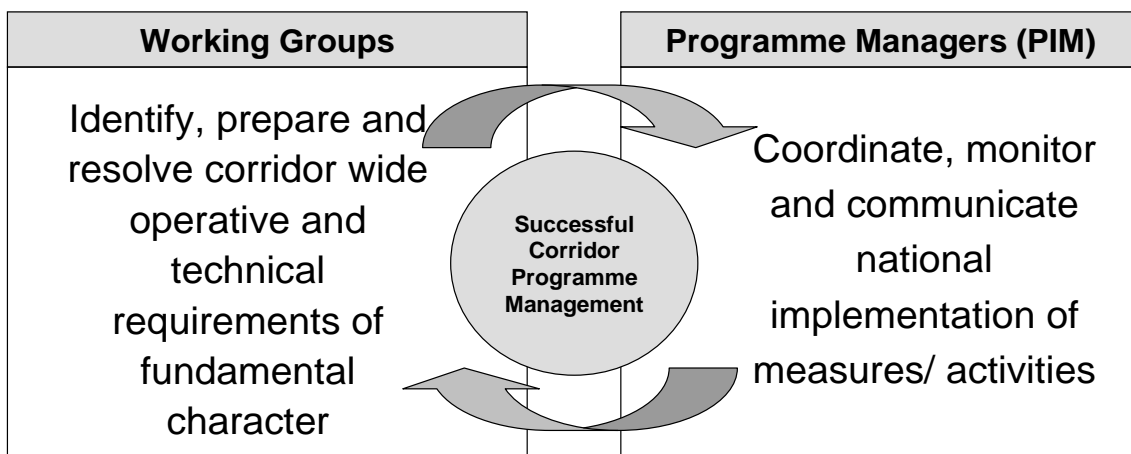 Working Groups
Identify, prepare and
resolve corridor wide
operative and
technical
requirements of
fundamental
character
Successful
Corridor
Programme
Management
Programme Managers (PIM)
Coordinate, monitor
and communicate
national
implementation of
measures/ activities